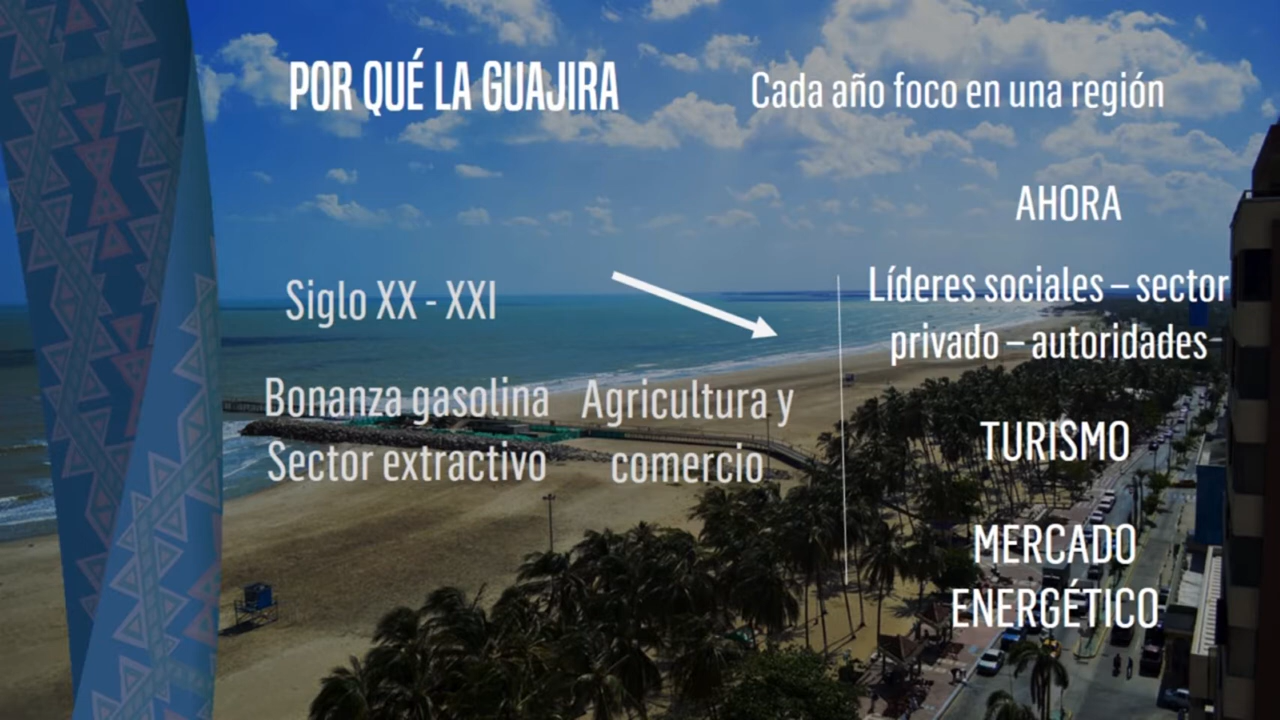 POR QUÉ LA GUAJIRA
Cada año foco en una región
Siglo XX - XXI
Bonanza gasolina
Sector extractivo
Agricultura y
comercio
AHORA
Líderes sociales – sector
privado – autoridades
TURISMO
MERCADO
ENERGÉTICO